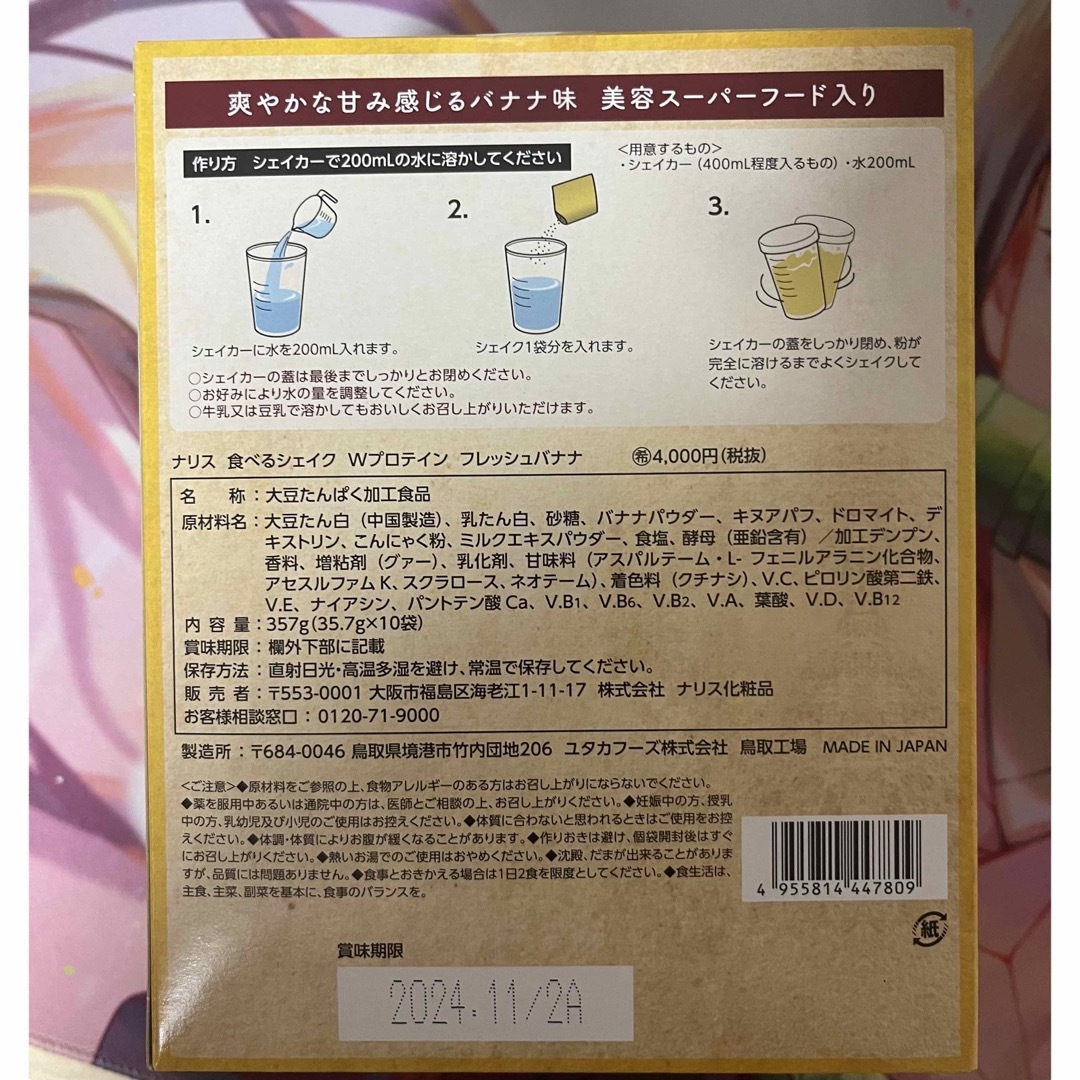 爽やかな甘み感じるバナナ味 美容スーパーフード入り
作り方 シェイカーで200mLの水に溶かしてください
<用意するもの>
・シェイカー(400mL程度入るもの)・水200mL
1.
2.
3.
シェイカーに水を200mL入れます。
シェイク1袋分を入れます。
シェイカーの蓋をしっかり閉め、粉が
完全に溶けるまでよくシェイクして
ください。
○シェイカーの蓋は最後までしっかりとお閉めください。
○お好みにより水の量を調整してください。
○牛乳又は豆乳で溶かしてもおいしくお召し上がりいただけます。
ナリス 食べるシェイク Wプロテイン フレッシュバナナ ㊒4,000円(税抜)
名 称:大豆たんぱく加工食品
原材料名:大豆たん白(中国製造)、乳たん白、砂糖、バナナパウダー、キヌアパフ、ドロマイト、デ
キストリン、こんにゃく粉、ミルクエキスパウダー、食塩、酵母(亜鉛含有)/加工デンプン、
香料、増粘剤(グァー)、乳化剤、甘味料(アスパルテーム・L-フェニルアラニン化合物、
アセスルファムK、スクラロース、ネオテーム)、着色料(クチナシ)、V.C、ピロリン酸第二鉄、
V.E、ナイアシン、パントテン酸Ca、V.B1、V.B6、V.B2、V.A、葉酸、V.D、V.B12
内容量:357g(35.7g×10袋)
賞味期限:欄外下部に記載
保存方法:直射日光・高温多湿を避け、常温で保存してください。
販売者:〒553-0001 大阪市福島区海老江1-11-17 株式会社 ナリス化粧品
お客様相談窓口:0120-71-9000
製造所:〒684-0046 鳥取県境港市竹内団地206 ユタカフーズ株式会社 鳥取工場 MADE IN JAPAN
<ご注意>◆原材料をご参照の上、食物アレルギーのある方はお召し上がりにならないでください。
◆薬を服用中あるいは通院中の方は、医師とご相談の上、お召し上がりください。◆妊娠中の方、授乳
中の方、乳幼児及び小児のご使用はお控えください。◆体質に合わないと思われるときはご使用をお控
えください。◆体調・体質によりお腹が緩くなることがあります。◆作りおきは避け、個袋開封後はすぐ
にお召し上がりください。◆熱いお湯でのご使用はおやめください。◆沈殿、だまが出来ることがありま
すが、品質には問題ありません。◆食事とおきかえる場合は1日2食を限度としてください。◆食生活は、
主食、主菜、副菜を基本に、食事のバランスを。
4 955814 447809
紙
賞味期限
2024.11/2A